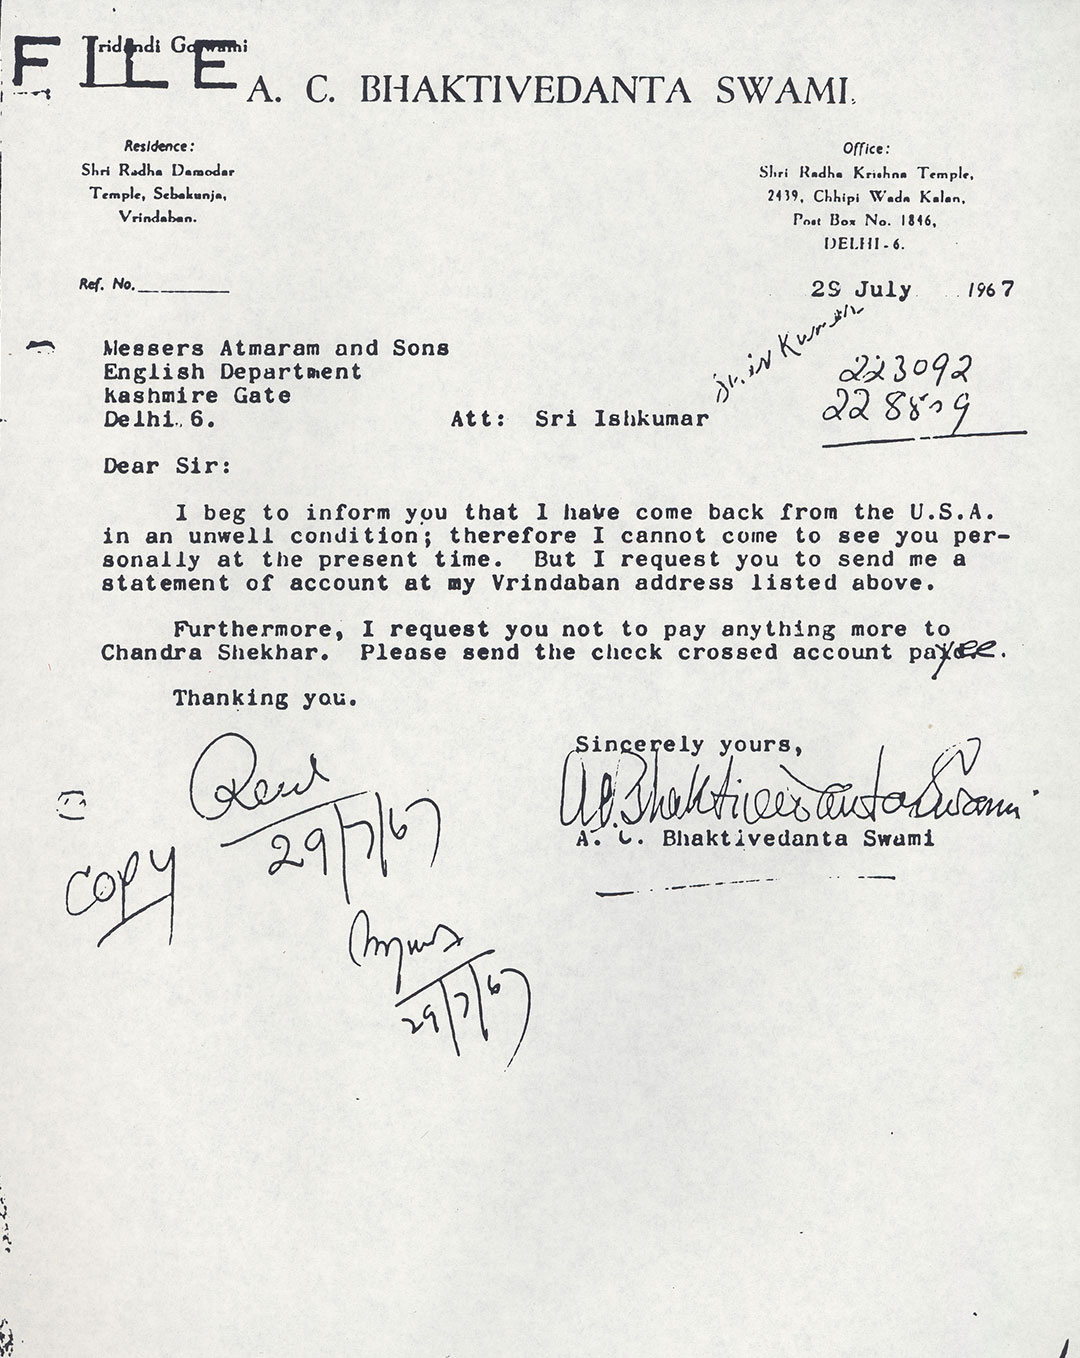 FILE
Tridandi Goswami
A. C. BHAKTIVEDANTA SWAMI.
Residence:
Shri Radha Damodar
Temple, Sebakunja,
Vrindaban.
Office:
Shri Radha Krishna Temple,
2439, Chhipi Wada Kalan,
Post Box No. 1846,
DELHI-6.
Ref. No.
29 July 1967
Messers Atmaram and Sons
English Department
Kashmire Gate
Delhi. 6.
Att: Sri Ishkumar
Kumar
223092
Dear Sir:
I beg to inform you that I have come back from the U.S.A.
in an unwell condition; therefore I cannot come to see you per-
sonally at the present time. But I request you to send me a
statement of account at my Vrindaban address listed above.
Furthermore, I request you not to pay anything more to
Chandra Shekhar. Please send the check crossed account payee.
Thanking you.
Sincerely yours,
A.C. Bhaktivedanta Swami
A. C. Bhaktivedanta Swami
29/7/67
COPY
29/7/67